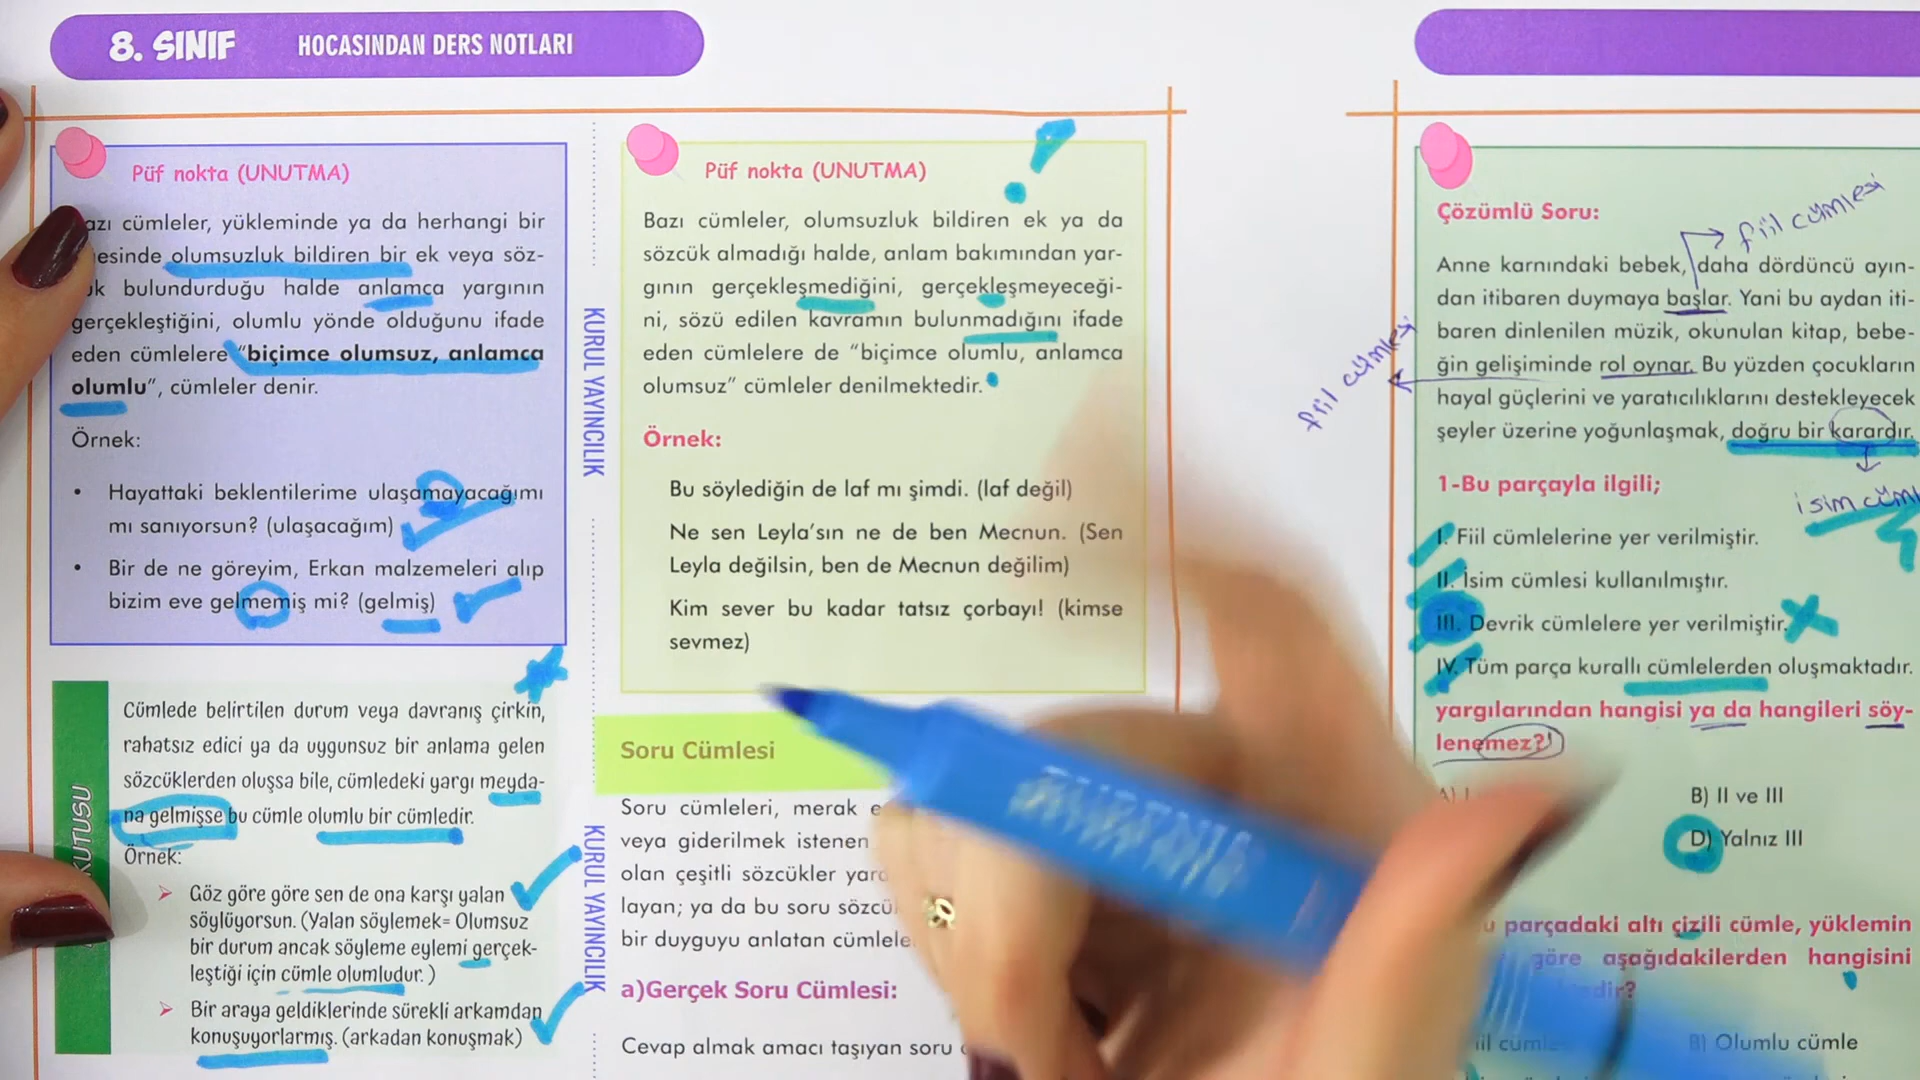 8. SINIF HOCASINDAN DERS NOTLARI
Püf nokta (UNUTMA)
azı cümleler, yükleminde ya da herhangi bir
esinde olumsuzluk bildiren bir ek veya söz-
k bulundurduğu halde anlamca yargının
gerçekleştiğini, olumlu yönde olduğunu ifade
eden cümlelere "biçimce olumsuz, anlamca
olumlu", cümleler denir.
Örnek:
• Hayattaki beklentilerime ulaşamayacağımı
mı sanıyorsun? (ulaşacağım)
• Bir de ne göreyim, Erkan malzemeleri alıp
bizim eve gelmemiş mi? (gelmiş)
KUTUSU
Cümlede belirtilen durum veya davranış çirkin,
rahatsız edici ya da uygunsuz bir anlama gelen
sözcüklerden oluşsa bile, cümledeki yargı meyda-
na gelmişse bu cümle olumlu bir cümledir.
Örnek:
➢ Göz göre göre sen de ona karşı yalan
söylüyorsun. (Yalan söylemek= Olumsuz
bir durum ancak söyleme eylemi gerçek-
leştiği için cümle olumludur. )
➢ Bir araya geldiklerinde sürekli arkamdan
konuşuyorlarmış. (arkadan konuşmak)
KURUL YAYINCILIK
KURUL YAYINCILIK
Püf nokta (UNUTMA)
Bazı cümleler, olumsuzluk bildiren ek ya da
sözcük almadığı halde, anlam bakımından yar-
gının gerçekleşmediğini, gerçekleşmeyeceği-
ni, sözü edilen kavramın bulunmadığını ifade
eden cümlelere de "biçimce olumlu, anlamca
olumsuz" cümleler denilmektedir.
Örnek:
Bu söylediğin de laf mı şimdi. (laf değil)
Ne sen Leyla'sın ne de ben Mecnun. (Sen
Leyla değilsin, ben de Mecnun değilim)
Kim sever bu kadar tatsız çorbayı! (kimse
sevmez)
Soru Cümlesi
Soru cümleleri, merak e
veya giderilmek istenen
olan çeşitli sözcükler yard
layan; ya da bu soru sözcü
bir duyguyu anlatan cümlele
a)Gerçek Soru Cümlesi:
Cevap almak amacı taşıyan soru
Çözümlü Soru:
fiil cümlesi
Anne karnındaki bebek, daha dördüncü ayın-
dan itibaren duymaya başlar. Yani bu aydan iti-
baren dinlenilen müzik, okunulan kitap, bebe-
ğin gelişiminde rol oynar. Bu yüzden çocukların
hayal güçlerini ve yaratıcılıklarını destekleyecek
şeyler üzerine yoğunlaşmak, doğru bir karardır.
fiil cümlesi
isim cüml
1-Bu parçayla ilgili;
I. Fiil cümlelerine yer verilmiştir.
II. İsim cümlesi kullanılmıştır.
III. Devrik cümlelere yer verilmiştir.
IV. Tüm parça kurallı cümlelerden oluşmaktadır.
yargılarından hangisi ya da hangileri söy-
lenemez?
A) I
B) II ve III
D) Yalnız III
u parçadaki altı çizili cümle, yüklemin
göre aşağıdakilerden hangisini
dir?
iil cümle
B) Olumlu cümle